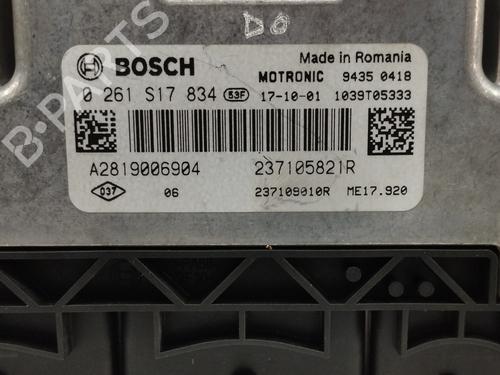 DO
BOSCH
Made in Romania
MOTRONIC 9435 0418
0 261 S17 834 53F 17-10-01 1039T05333
A2819006904 237105821R
037 06 237109010R ME17.920
B-PARTS